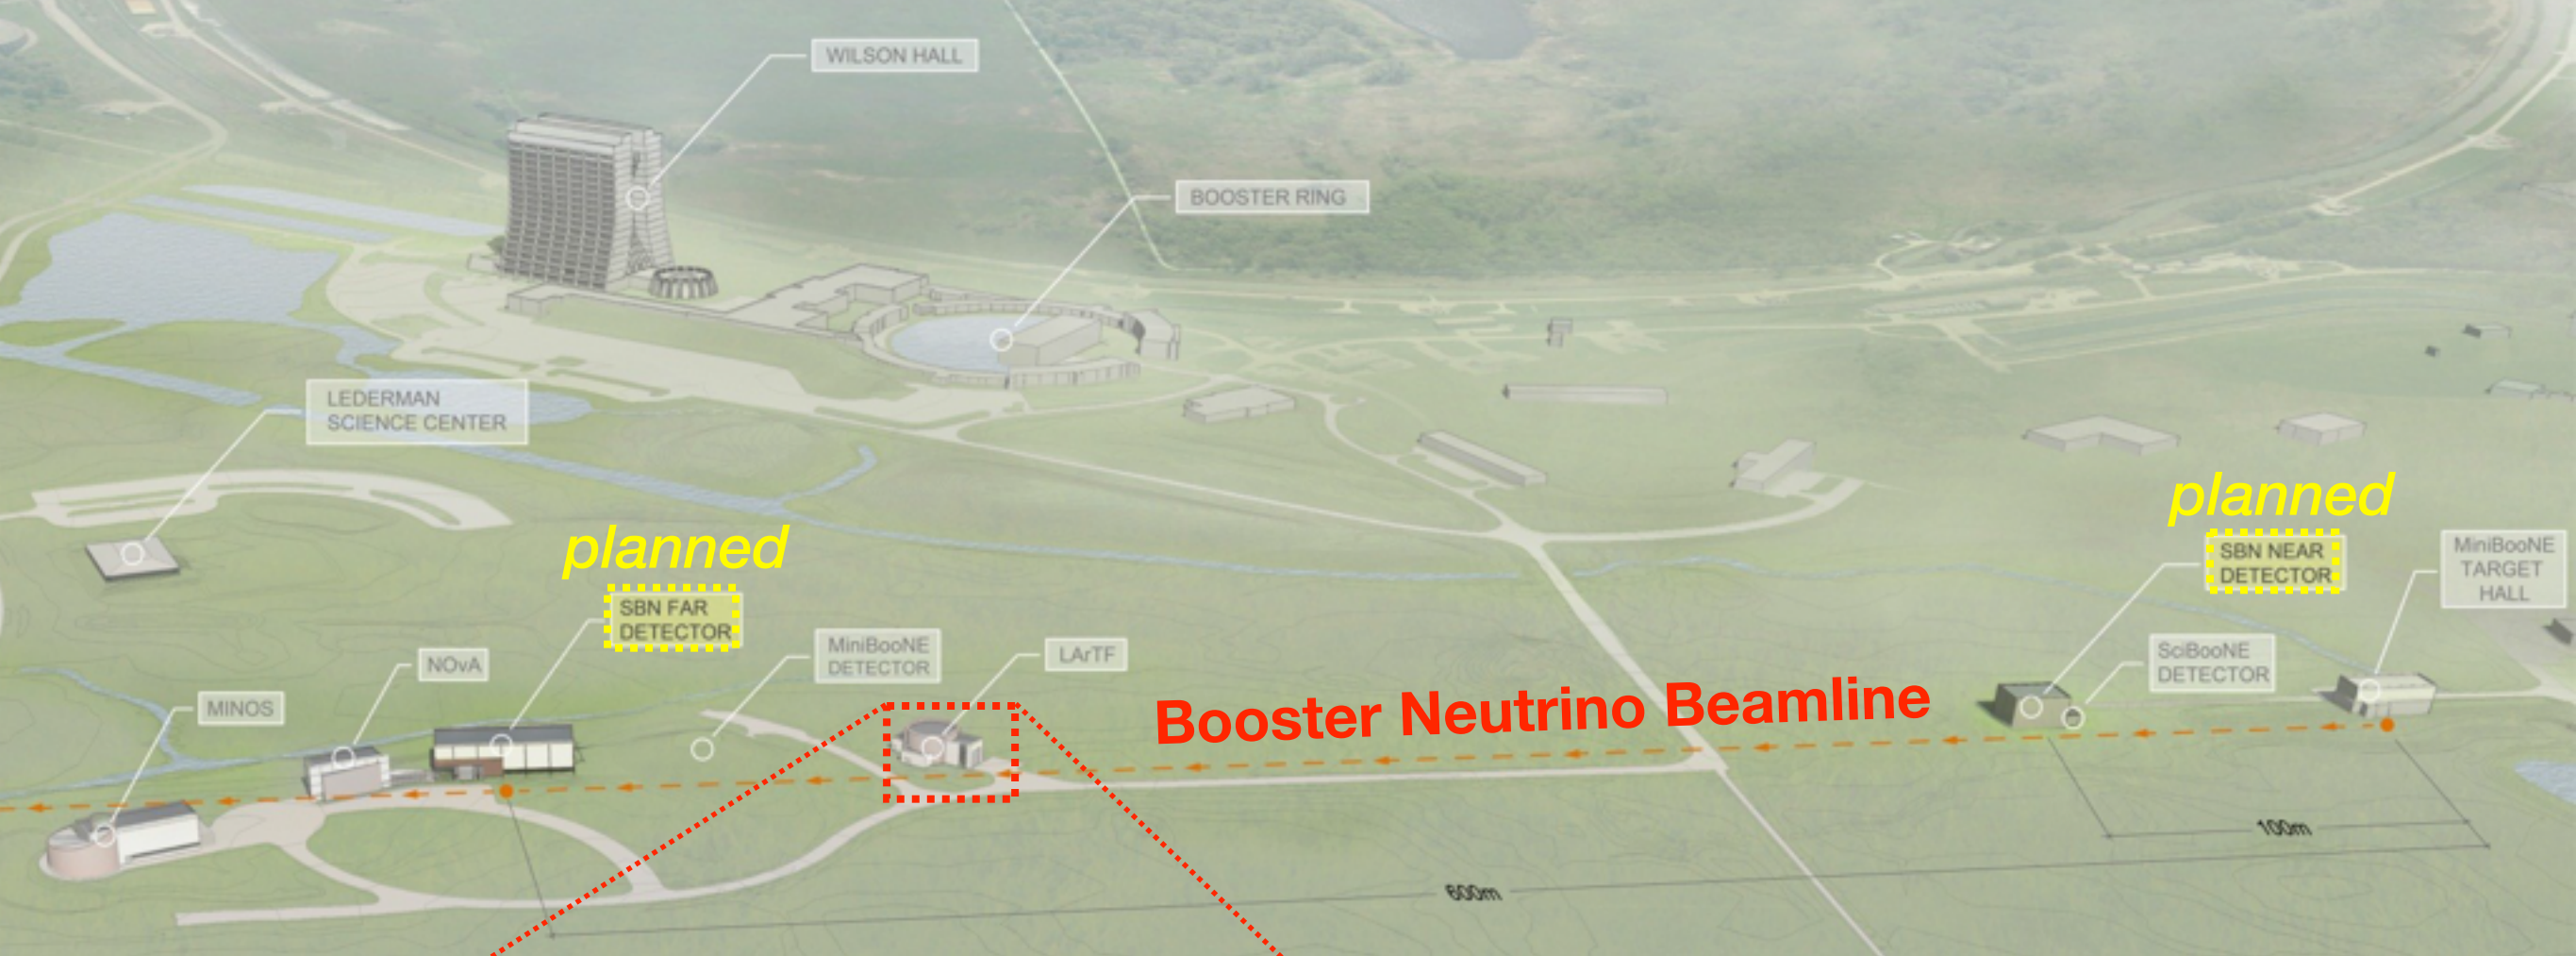 WILSON HALL
BOOSTER RING
LEDERMAN
SCIENCE CENTER
planned
SBN FAR
DETECTOR
planned
SBN NEAR
DETECTOR
MiniBooNE
TARGET
HALL
MINOS
NOvA
MiniBooNE
DETECTOR
LArTF
SciBooNE
DETECTOR
Booster Neutrino Beamline
100m
600m